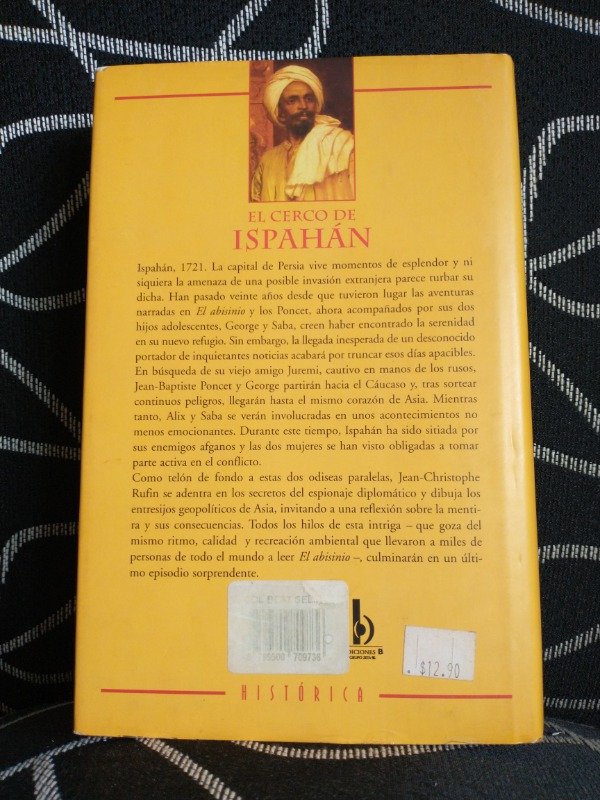 EL CERCO DE
ISPAHÁN
Ispahán, 1721. La capital de Persia vive momentos de esplendor y ni
siquiera la amenaza de una posible invasión extranjera parece turbar su
dicha. Han pasado veinte años desde que tuvieron lugar las aventuras
narradas en El abisinio y los Poncet, ahora acompañados por sus dos
hijos adolescentes, George y Saba, creen haber encontrado la serenidad
en su nuevo refugio. Sin embargo, la llegada inesperada de un desconocido
portador de inquietantes noticias acabará por truncar esos días apacibles.
En búsqueda de su viejo amigo Juremi, cautivo en manos de los rusos,
Jean-Baptiste Poncet y George partirán hacia el Cáucaso y, tras sortear
continuos peligros, llegarán hasta el mismo corazón de Asia. Mientras
tanto, Alix y Saba se verán involucradas en unos acontecimientos no
menos emocionantes. Durante este tiempo, Ispahán ha sido sitiada por
sus enemigos afganos y las dos mujeres se han visto obligadas a tomar
parte activa en el conflicto.
Como telón de fondo a estas dos odiseas paralelas, Jean-Christophe
Rufin se adentra en los secretos del espionaje diplomático y dibuja los
entresijos geopolíticos de Asia, invitando a una reflexión sobre la menti-
ra y sus consecuencias. Todos los hilos de esta intriga – que goza del
mismo ritmo, calidad y recreación ambiental que llevaron a miles de
personas de todo el mundo a leer El abisinio –, culminarán en un últi-
mo episodio sorprendente.
BEST
709736
EDICIONES B
GRUPO ZETA
$12.90
HISTÓRICA